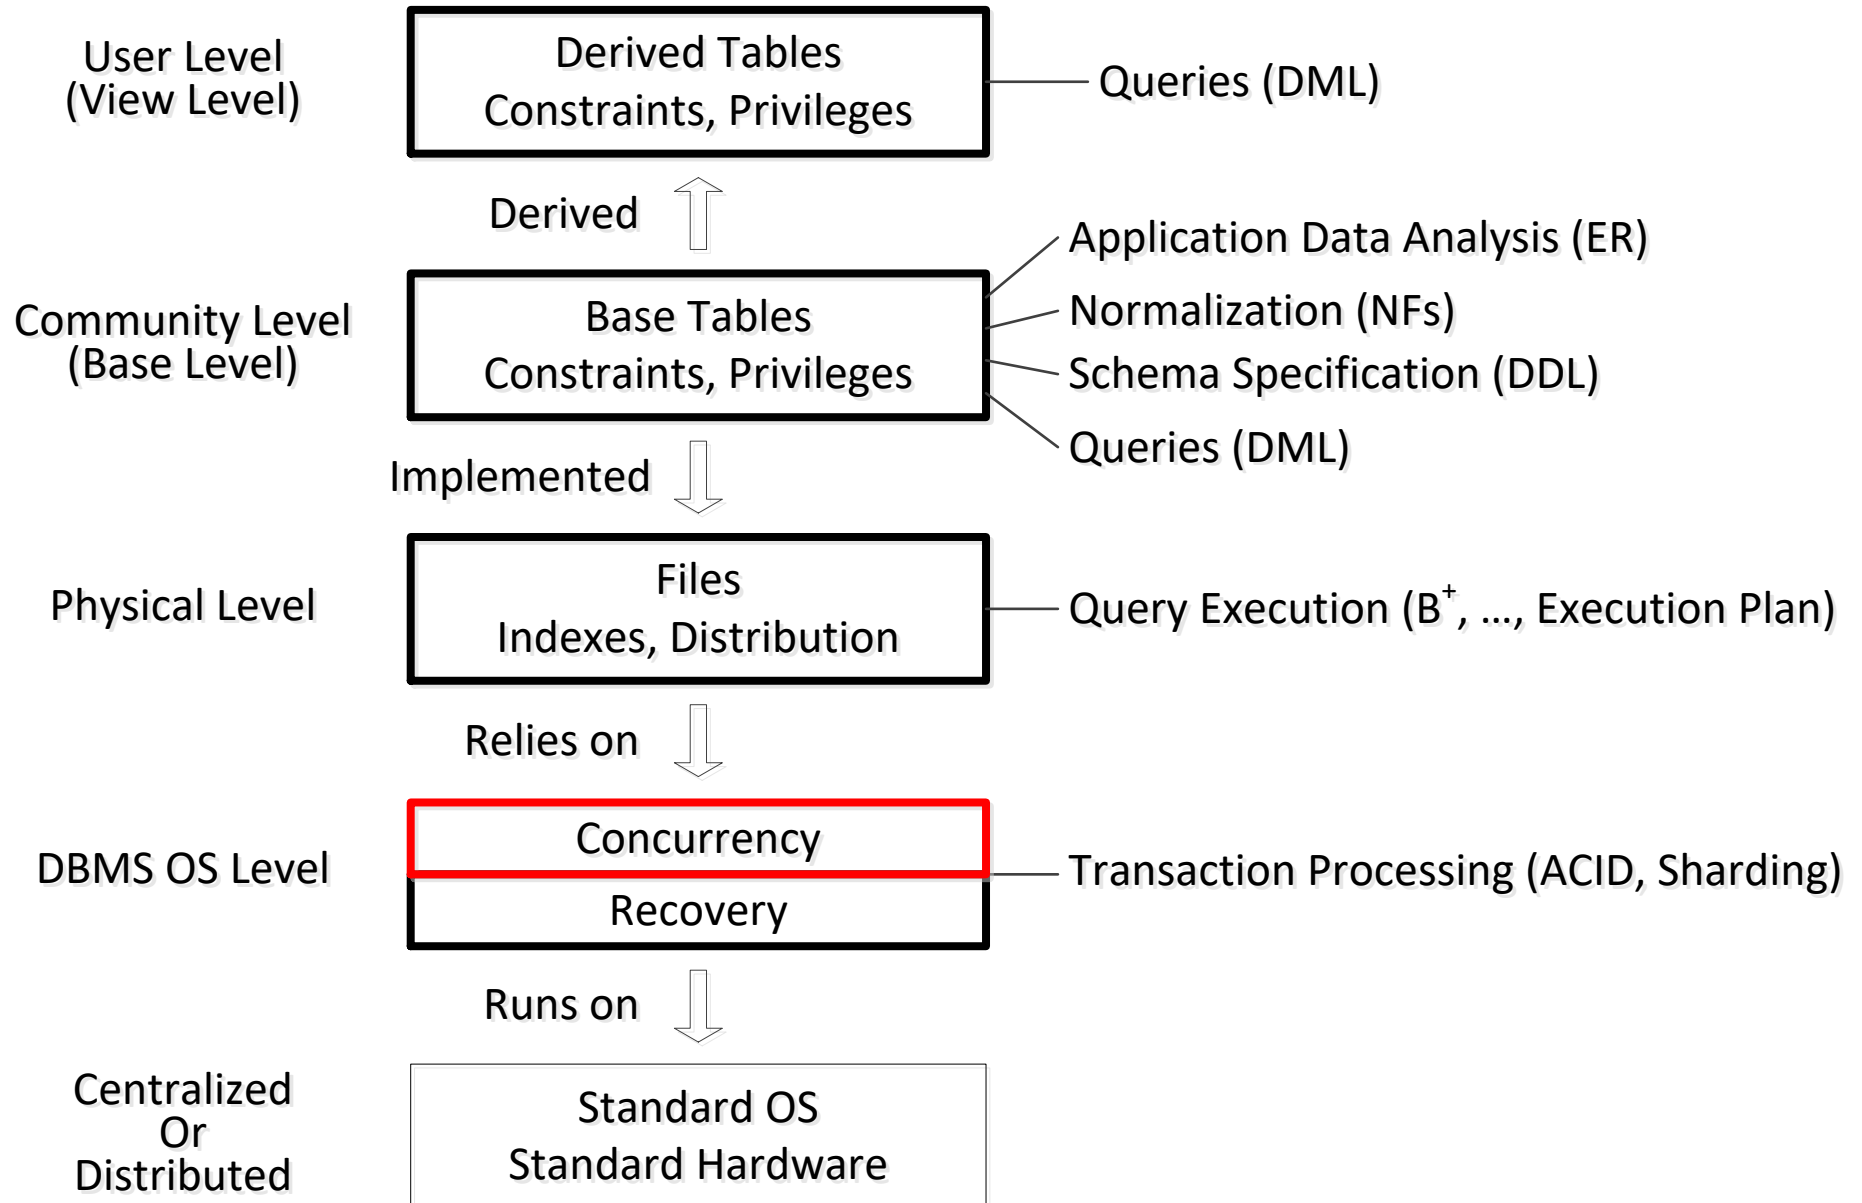 User Level
(View Level)
Derived Tables
Constraints, Privileges
Queries (DML)
Derived
Community Level
(Base Level)
Base Tables
Constraints, Privileges
Application Data Analysis (ER)
Normalization (NFs)
Schema Specification (DDL)
Queries (DML)
Implemented
Physical Level
Files
Indexes, Distribution
Query Execution (B⁺, ..., Execution Plan)
Relies on
DBMS OS Level
Concurrency
Recovery
Transaction Processing (ACID, Sharding)
Runs on
Centralized
Or
Distributed
Standard OS
Standard Hardware